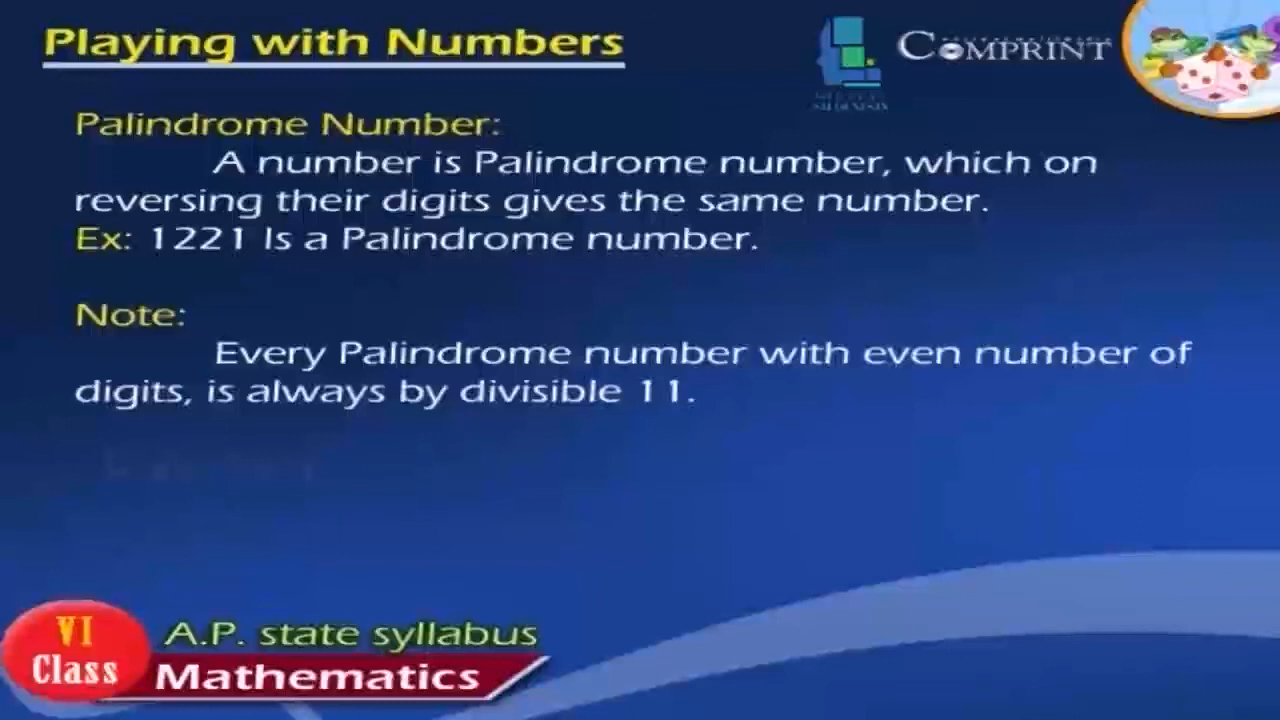 Playing with Numbers
COMPRINT
Palindrome Number:
A number is Palindrome number, which on
reversing their digits gives the same number.
Ex: 1221 Is a Palindrome number.
Note:
Every Palindrome number with even number of
digits, is always by divisible 11.
VI
Class
A.P. state syllabus
Mathematics